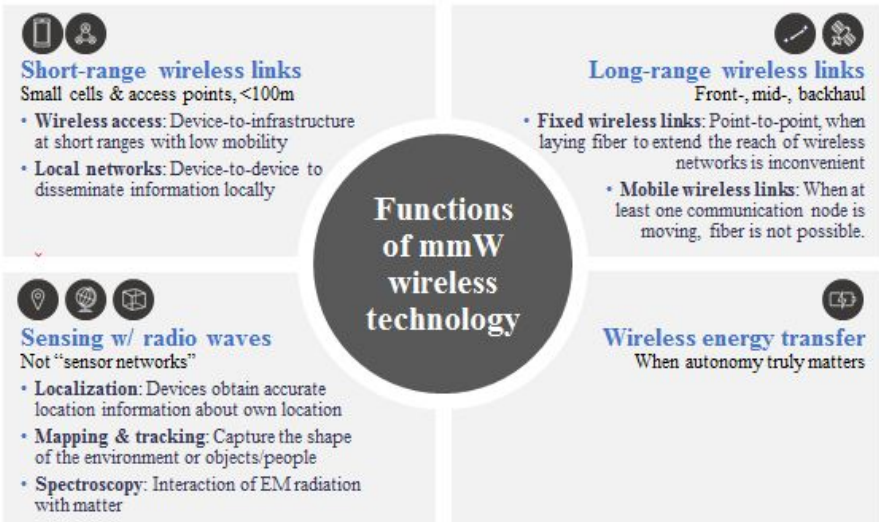 Short-range wireless links
Small cells & access points, <100m
• Wireless access: Device-to-infrastructure
at short ranges with low mobility
• Local networks: Device-to-device to
disseminate information locally
Long-range wireless links
Front-, mid-, backhaul
• Fixed wireless links: Point-to-point, when
laying fiber to extend the reach of wireless
networks is inconvenient
• Mobile wireless links: When at
least one communication node is
moving, fiber is not possible.
Functions
of mmW
wireless
technology
Sensing w/ radio waves
Not “sensor networks”
• Localization: Devices obtain accurate
location information about own location
• Mapping & tracking: Capture the shape
of the environment or objects/people
• Spectroscopy: Interaction of EM radiation
with matter
Wireless energy transfer
When autonomy truly matters